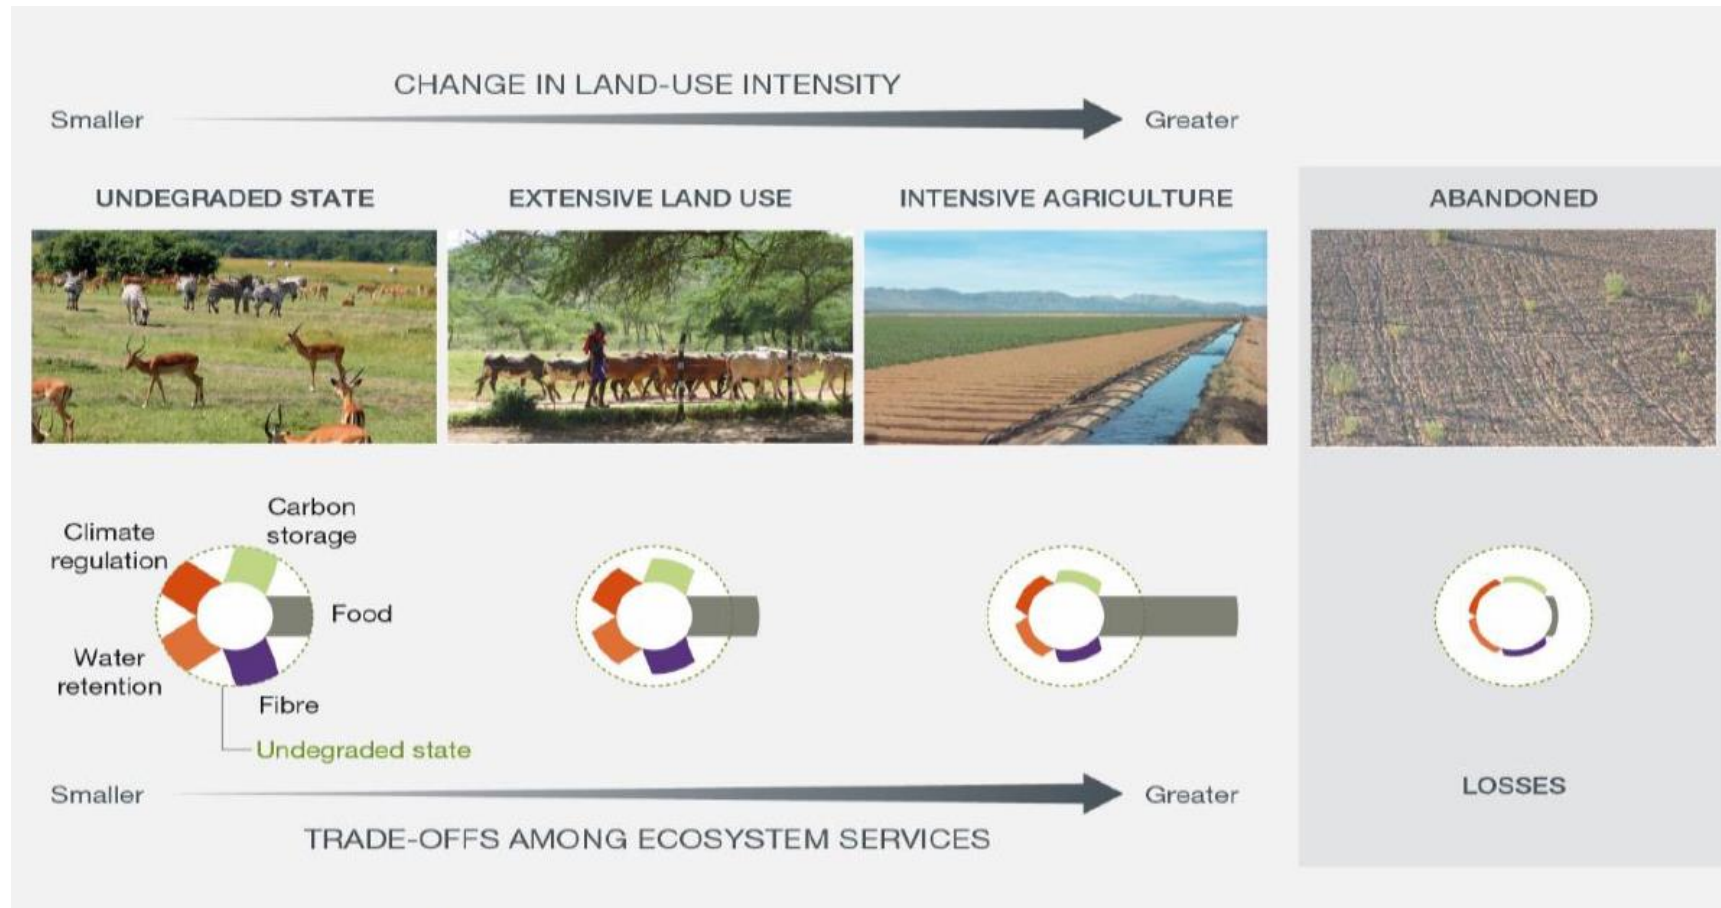 CHANGE IN LAND-USE INTENSITY
Smaller
Greater
UNDEGRADED STATE
EXTENSIVE LAND USE
INTENSIVE AGRICULTURE
ABANDONED
Carbon
storage
Climate
regulation
Food
Water
retention
Fibre
Undegraded state
Smaller
Greater
LOSSES
TRADE-OFFS AMONG ECOSYSTEM SERVICES